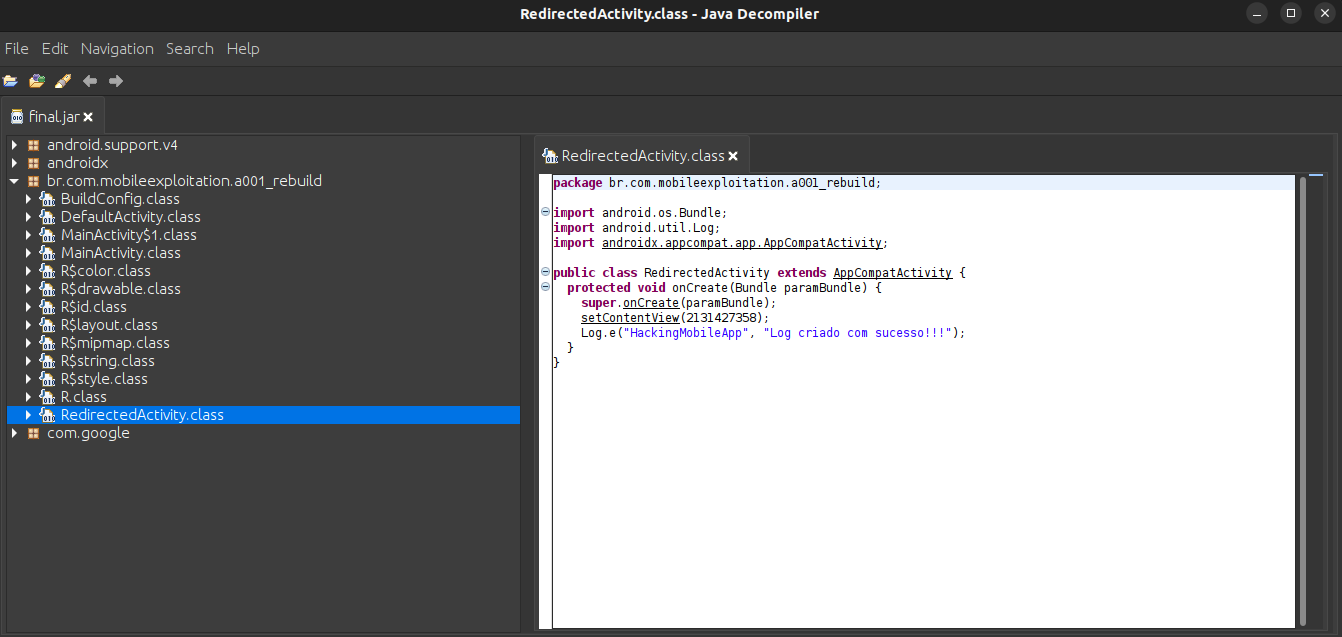 RedirectedActivity.class - Java Decompiler
File Edit Navigation Search Help
final.jar
android.support.v4
androidx
br.com.mobileexploitation.a001_rebuild
BuildConfig.class
DefaultActivity.class
MainActivity$1.class
MainActivity.class
R$color.class
R$drawable.class
R$id.class
R$layout.class
R$mipmap.class
R$string.class
R$style.class
R.class
RedirectedActivity.class
com.google
RedirectedActivity.class
package br.com.mobileexploitation.a001_rebuild;
import android.os.Bundle;
import android.util.Log;
import androidx.appcompat.app.AppCompatActivity;
public class RedirectedActivity extends AppCompatActivity {
protected void onCreate(Bundle paramBundle) {
super.onCreate(paramBundle);
setContentView(2131427358);
Log.e("HackingMobileApp", "Log criado com sucesso!!!");
}
}